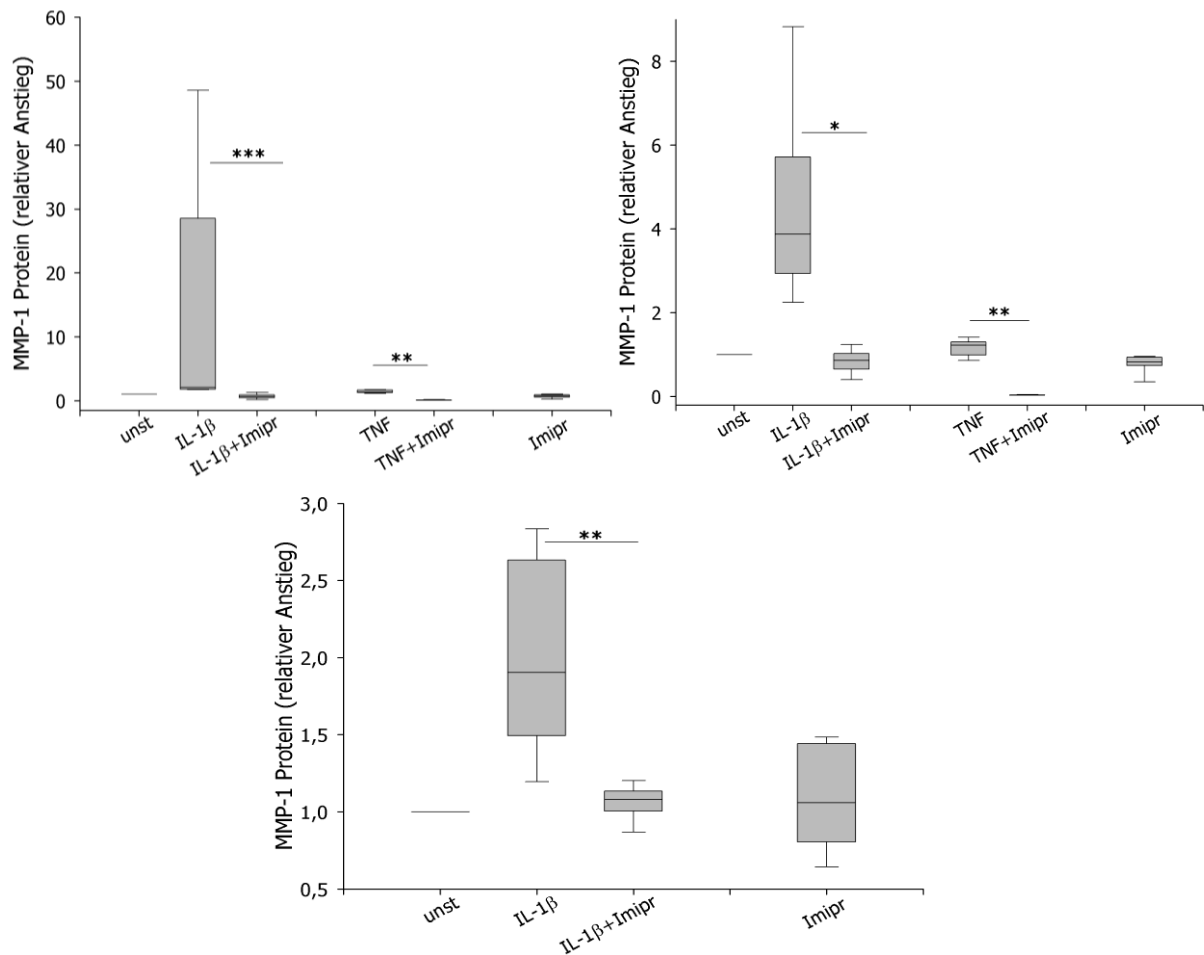 MMP-1 Protein (relativer Anstieg)
60
50
40
30
20
10
0
***
**
unst
IL-1β
IL-1β+Imipr
TNF
TNF+Imipr
Imipr
MMP-1 Protein (relativer Anstieg)
8
6
4
2
0
*
**
unst
IL-1β
IL-1β+Imipr
TNF
TNF+Imipr
Imipr
MMP-1 Protein (relativer Anstieg)
3,0
2,5
2,0
1,5
1,0
0,5
**
unst
IL-1β
IL-1β+Imipr
Imipr